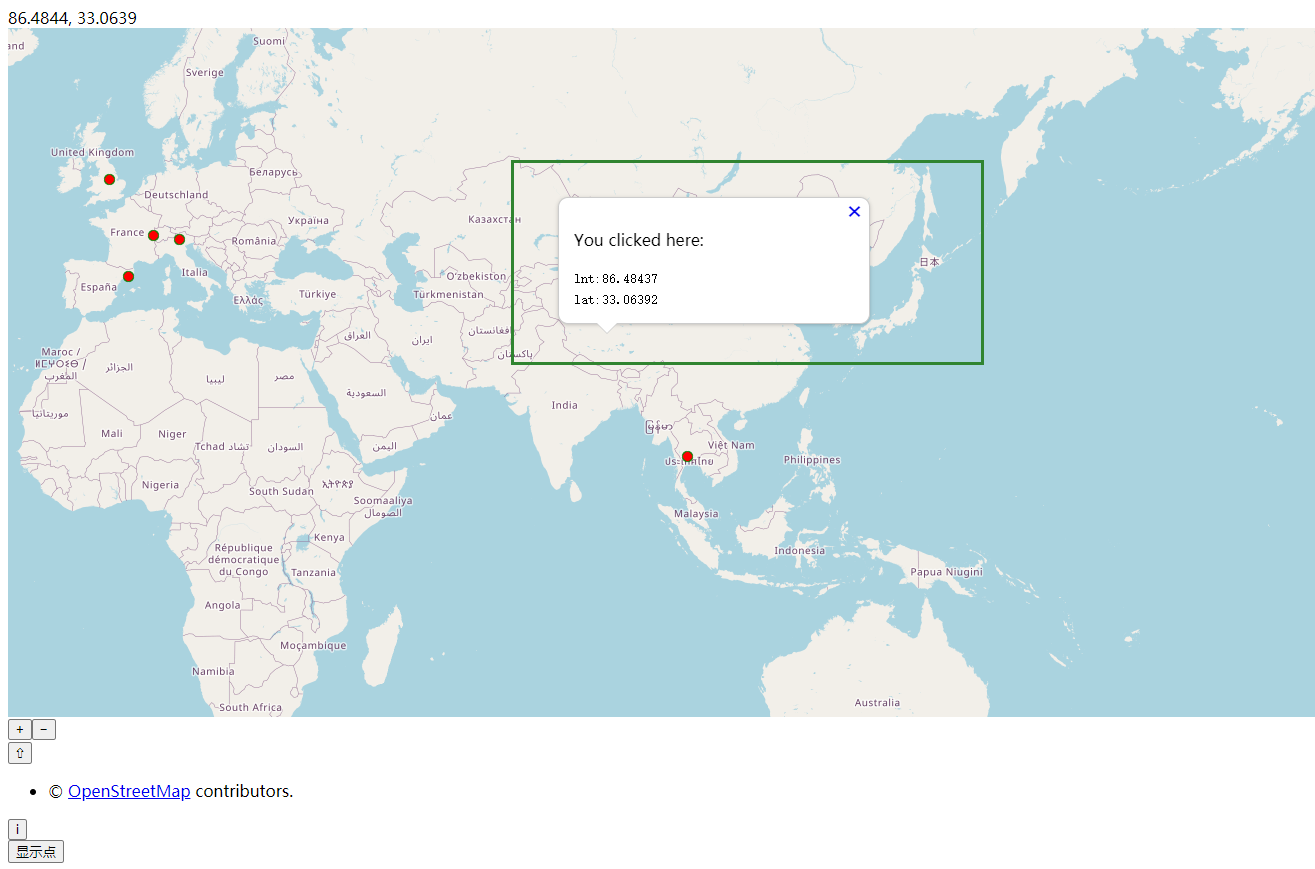 86.4844, 33.0639
and
Suomi
Sverige
United Kingdom
Беларусь
Deutschland
Україна
Казахстан
France
România
日本
Italia
Oʻzbekiston
España
Türkiye
Türkmenistan
Ελλάς
افغانستان
العراق
ایران
پاکستان
Maroc /
ⵍⵎⵖⵔⵉⴱ /
المغرب
الجزائر
ليبيا
مصر
السعودية
India
عمان
موريتانيا
Mali
Niger
Tchad تشاد
السودان
اليمن
Việt Nam
ประเทศไทย
Philippines
Nigeria
South Sudan
ኢትዮጵያ
Soomaaliya
الصومال
Malaysia
Kenya
République
démocratique
du Congo
Indonesia
Tanzania
Papua Niugini
Angola
Moçambique
Namibia
South Africa
Australia
You clicked here:
lnt:86.48437
lat:33.06392
✕
+
−
⇧
• © OpenStreetMap contributors.
i
显示点